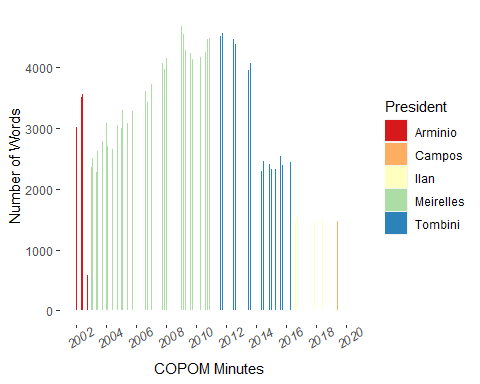 Number of Words
4000
3000
2000
1000
0
2002
2004
2006
2008
2010
2012
2014
2016
2018
2020
COPOM Minutes
President
Arminio
Campos
Ilan
Meirelles
Tombini